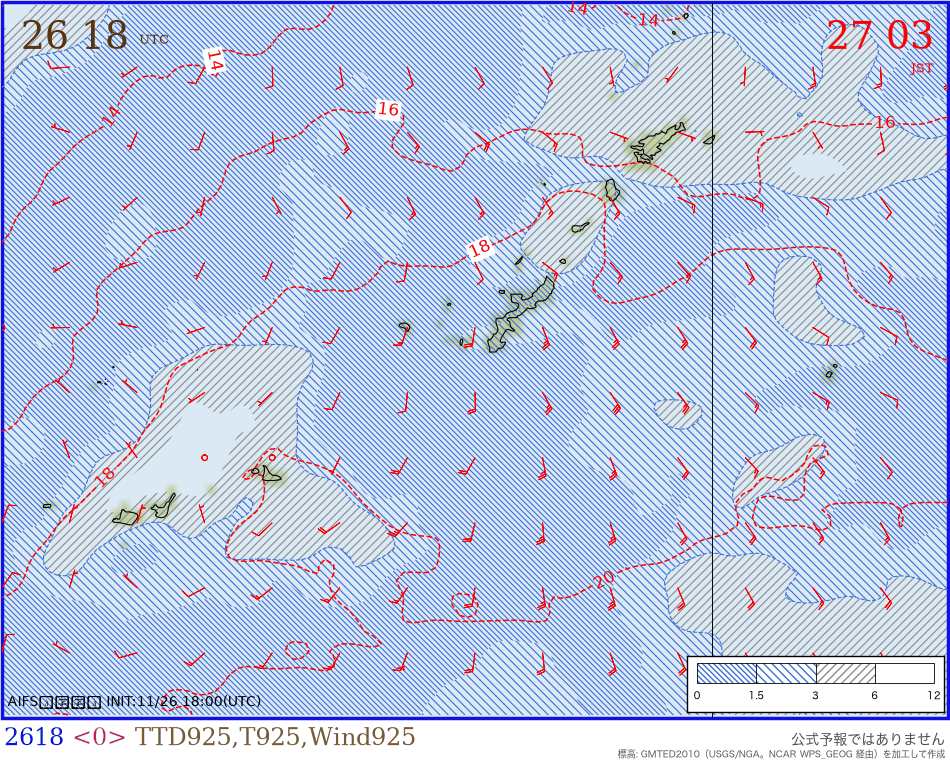 26 18 UTC
27 03
JST
14
14
14
14
16
16
18
18
20
AIFS INIT:11/26 18:00(UTC)
0 1.5 3 6 12
2618 <0> TTD925,T925,Wind925
公式予報ではありません
標高: GMTED2010（USGS/NGA。NCAR WPS_GEOG 経由）を加工して作成